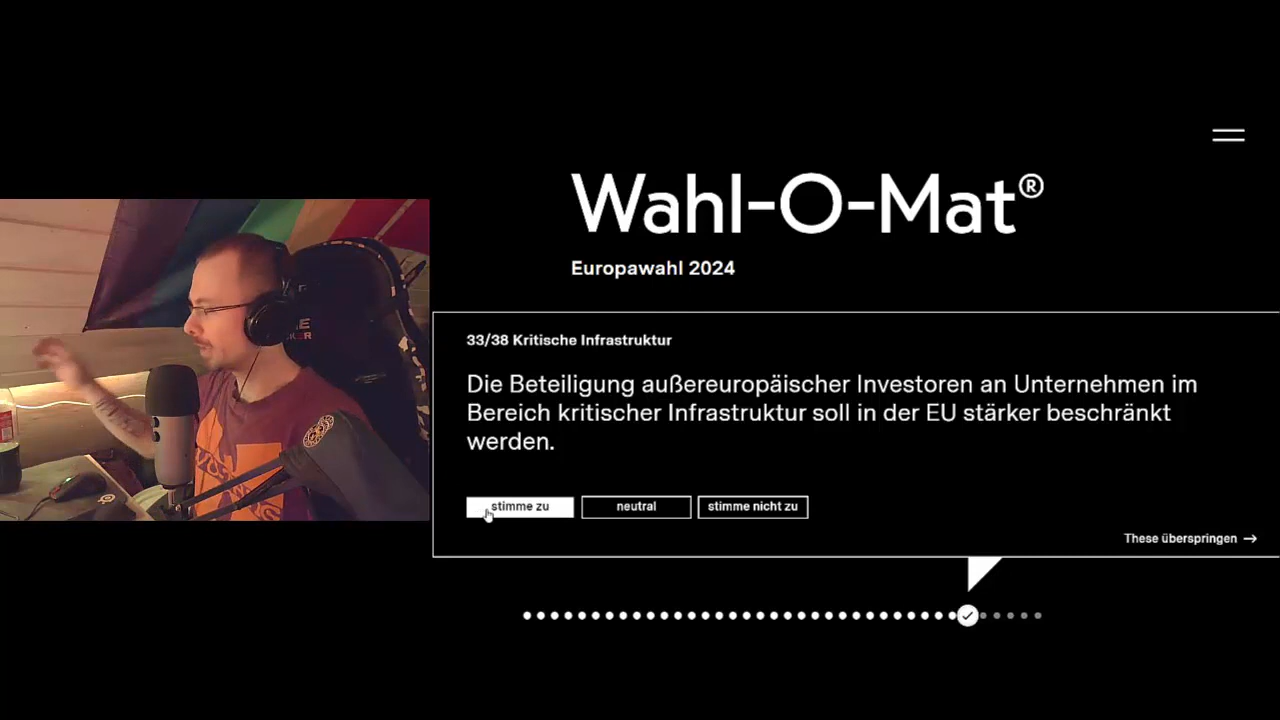 Wahl-O-Mat®
Europawahl 2024
33/38 Kritische Infrastruktur
Die Beteiligung außereuropäischer Investoren an Unternehmen im
Bereich kritischer Infrastruktur soll in der EU stärker beschränkt
werden.
stimme zu
neutral
stimme nicht zu
These überspringen →